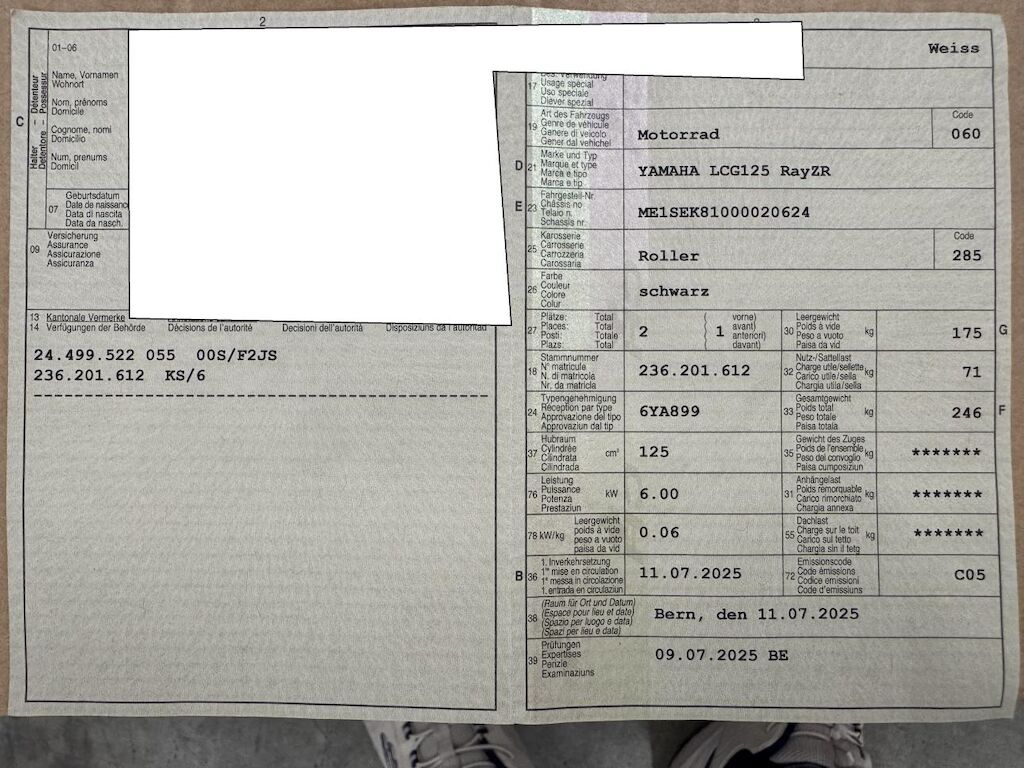 2
01–06
Name, Vornamen
Wohnort
Nom, prénoms
Domicile
Cognome, nomi
Domicilio
Num, prenums
Domicil
C
Halter – Détenteur
Detentore – Possessur
07
Geburtsdatum
Date de naissance
Data di nascita
Data da nasch.
09
Versicherung
Assurance
Assicurazione
Assicuranza
13 Kantonale Vermerke
14 Verfügungen der Behörde Décisions de l'autorité Decisioni dell'autorità Disposiziuns da l'autoritad
24.499.522 055 00S/F2JS
236.201.612 KS/6
Weiss
17
Bes. Verwendung
Usage spécial
Uso speciale
Diever spezial
19
Art des Fahrzeugs
Genre de véhicule
Genere di veicolo
Gener dal vehichel
Motorrad
Code
060
D 21
Marke und Typ
Marque et type
Marca e tipo
Marca e tip
YAMAHA LCG125 RayZR
E 23
Fahrgestell-Nr.
Châssis no
Telaio n.
Schassis nr.
ME1SEK81000020624
25
Karosserie
Carrosserie
Carrozzeria
Carossaria
Roller
Code
285
26
Farbe
Couleur
Colore
Colur
schwarz
27
Plätze: Total
Places: Total
Posti: Totale
Plazs: Total
2
1
vorne)
avant)
anteriori)
davant)
30
Leergewicht
Poids à vide
Peso a vuoto
Paisa da vid
kg
175
G
18
Stammnummer
N° matricule
N. di matricola
Nr. da matricla
236.201.612
32
Nutz-/Sattellast
Charge utile/sellette
Carico utile/sella
Chargia utila/sella
kg
71
24
Typengenehmigung
Réception par type
Approvazione del tipo
Approvaziun dal tip
6YA899
33
Gesamtgewicht
Poids total
Peso totale
Paisa totala
kg
246
F
37
Hubraum
Cylindrée
Cilindrata
Cilindrada
cm³
125
35
Gewicht des Zuges
Poids de l'ensemble
Peso del convoglio
Paisa cumposiziun
kg
*******
76
Leistung
Puissance
Potenza
Prestaziun
kW
6.00
31
Anhängelast
Poids remorquable
Carico rimorchiato
Chargia annexa
kg
*******
78 kW/kg
Leergewicht
poids à vide
peso a vuoto
paisa da vid
0.06
55
Dachlast
Charge sur le toit
Carico sul tetto
Chargia sin il tetg
kg
*******
B 36
1. Inverkehrsetzung
1re mise en circulation
1a messa in circolazione
1. entrada en circulaziun
11.07.2025
72
Emissionscode
Code émissions
Codice emissioni
Code d'emissiuns
C05
38
(Raum für Ort und Datum)
(Espace pour lieu et date)
(Spazio per luogo e data)
(Spazi per lieu e data)
Bern, den 11.07.2025
39
Prüfungen
Expertises
Perizie
Examinaziuns
09.07.2025 BE